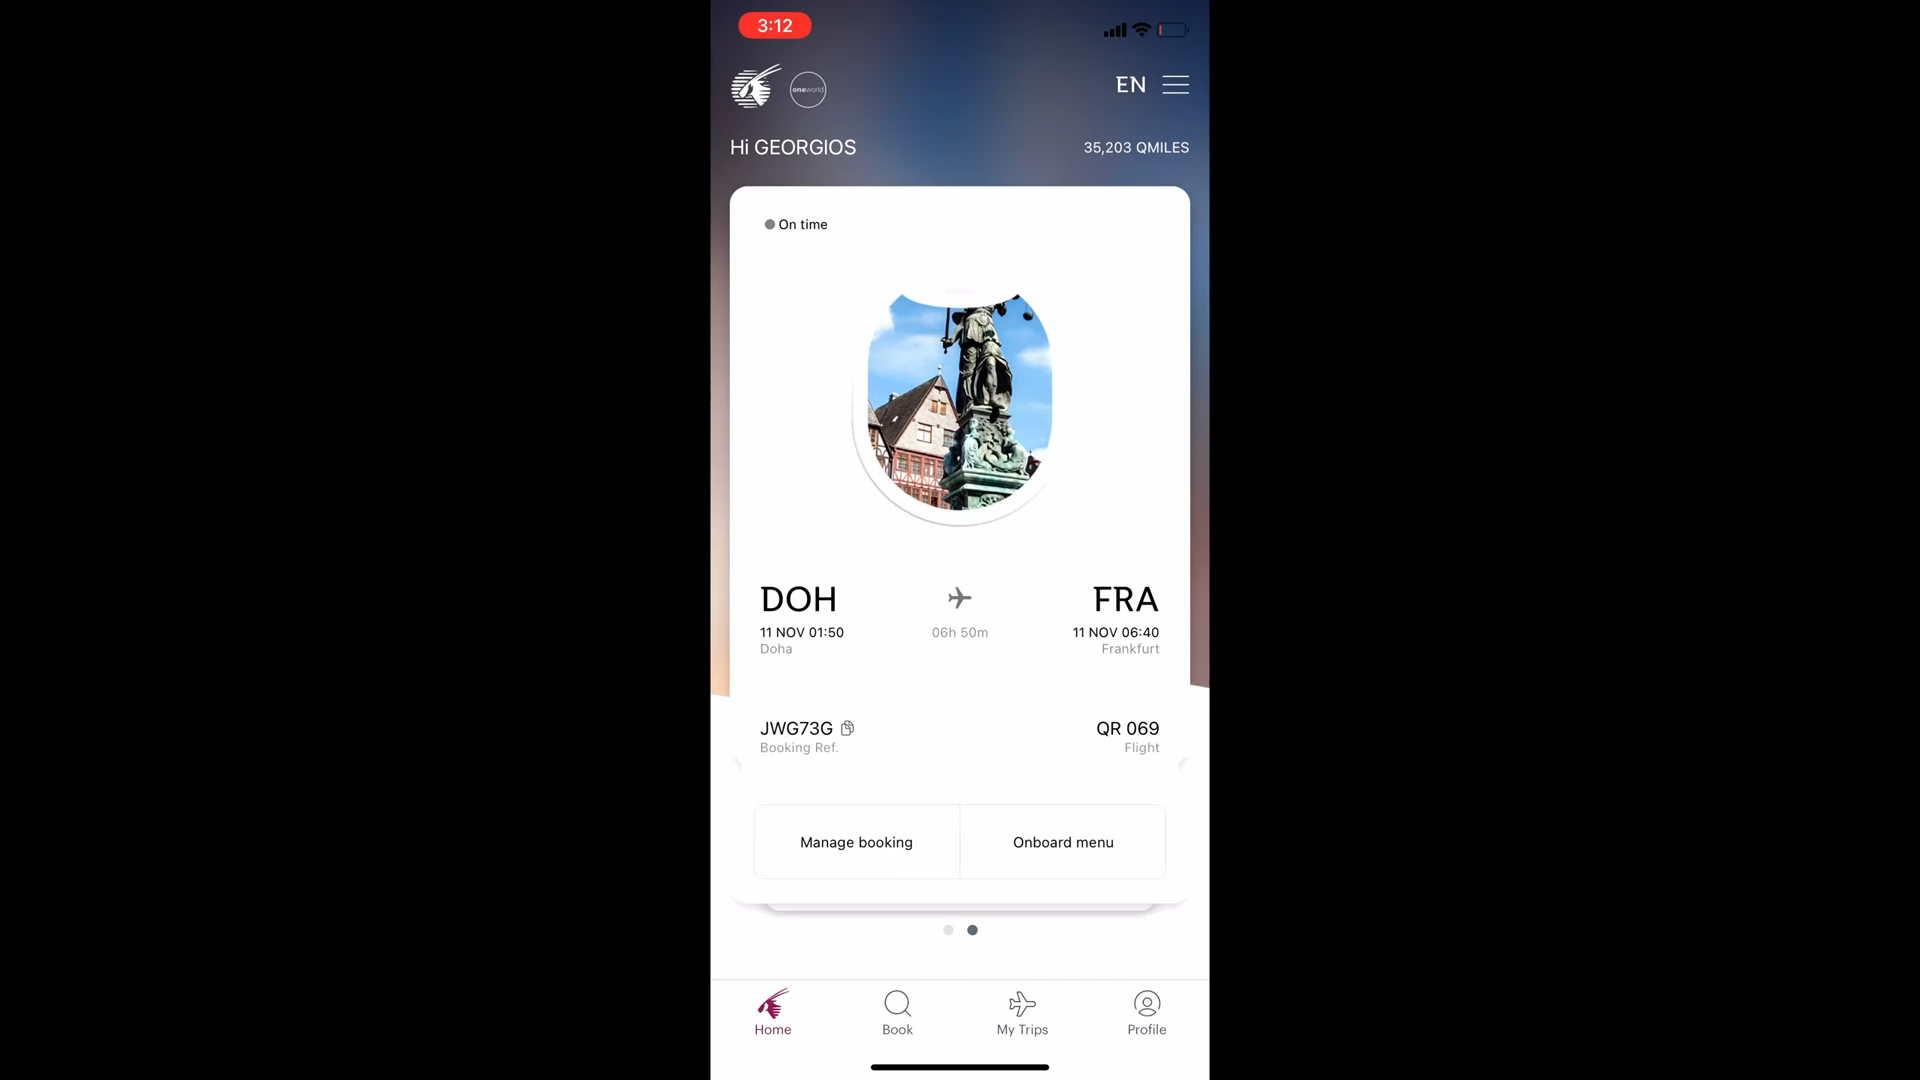 3:12
oneworld
EN
Hi GEORGIOS
35,203 QMILES
On time
DOH
FRA
11 NOV 01:50
06h 50m
11 NOV 06:40
Doha
Frankfurt
JWG73G
QR 069
Booking Ref.
Flight
Manage booking
Onboard menu
Home
Book
My Trips
Profile